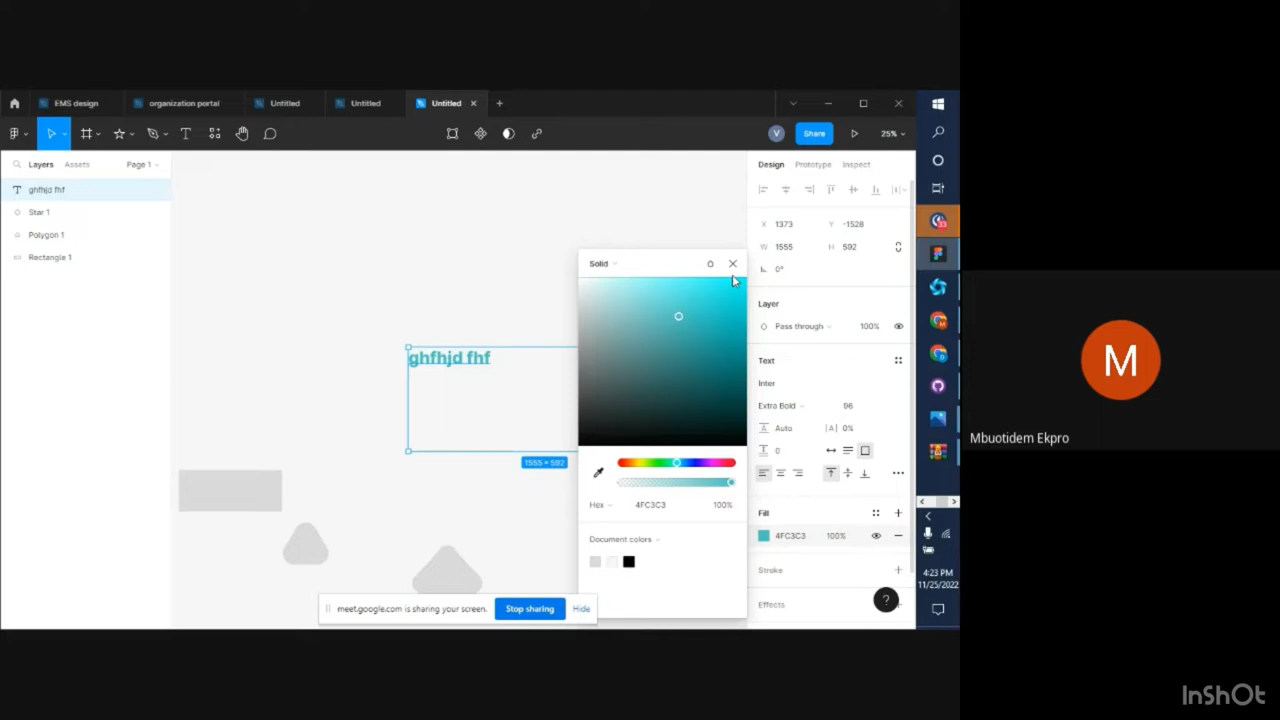 EMS design
organization portal
Untitled
Untitled
Untitled
Share
25%
Layers
Assets
Page 1
Design
Prototype
Inspect
ghfhjd fhf
Star 1
Polygon 1
Rectangle 1
X 1373
Y -1528
W 1555
H 592
0°
Solid
Layer
Pass through
100%
ghfhjd fhf
Text
Inter
Extra Bold
96
Auto
|A| 0%
0
1555 × 592
Hex
4FC3C3
100%
Fill
4FC3C3
100%
Document colors
Stroke
Effects
?
meet.google.com is sharing your screen.
Stop sharing
Hide
4:23 PM
11/25/2022
M
Mbuotidem Ekpro
InShOt